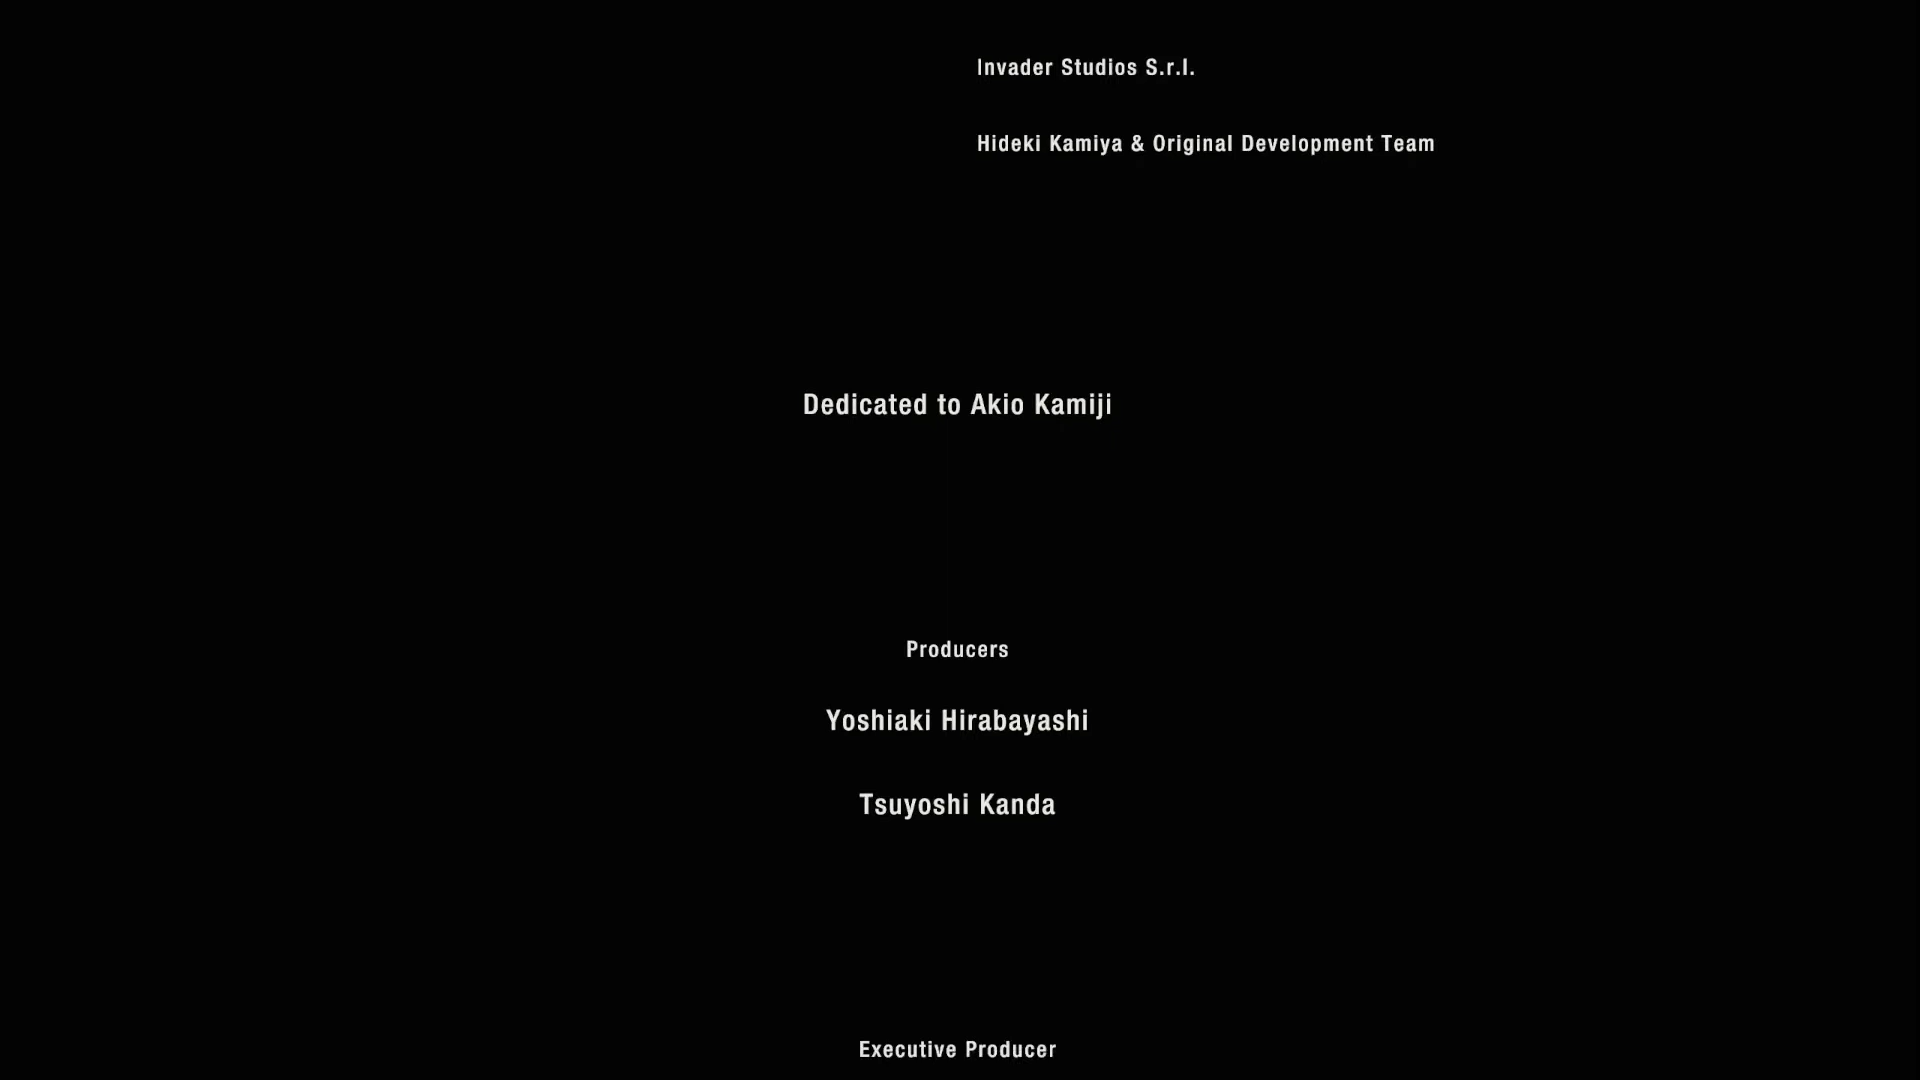 Invader Studios S.r.l.
Hideki Kamiya & Original Development Team
Dedicated to Akio Kamiji
Producers
Yoshiaki Hirabayashi
Tsuyoshi Kanda
Executive Producer